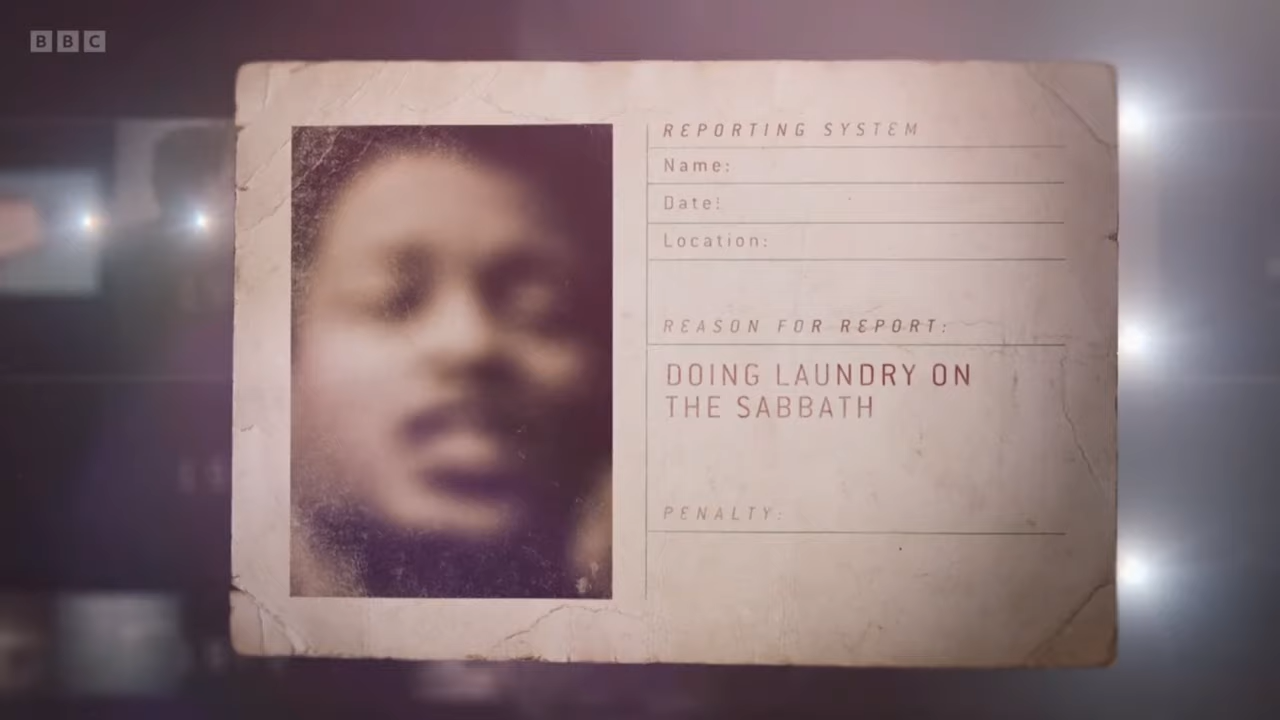 BBC
REPORTING SYSTEM
Name:
Date:
Location:
REASON FOR REPORT:
DOING LAUNDRY ON
THE SABBATH
PENALTY: